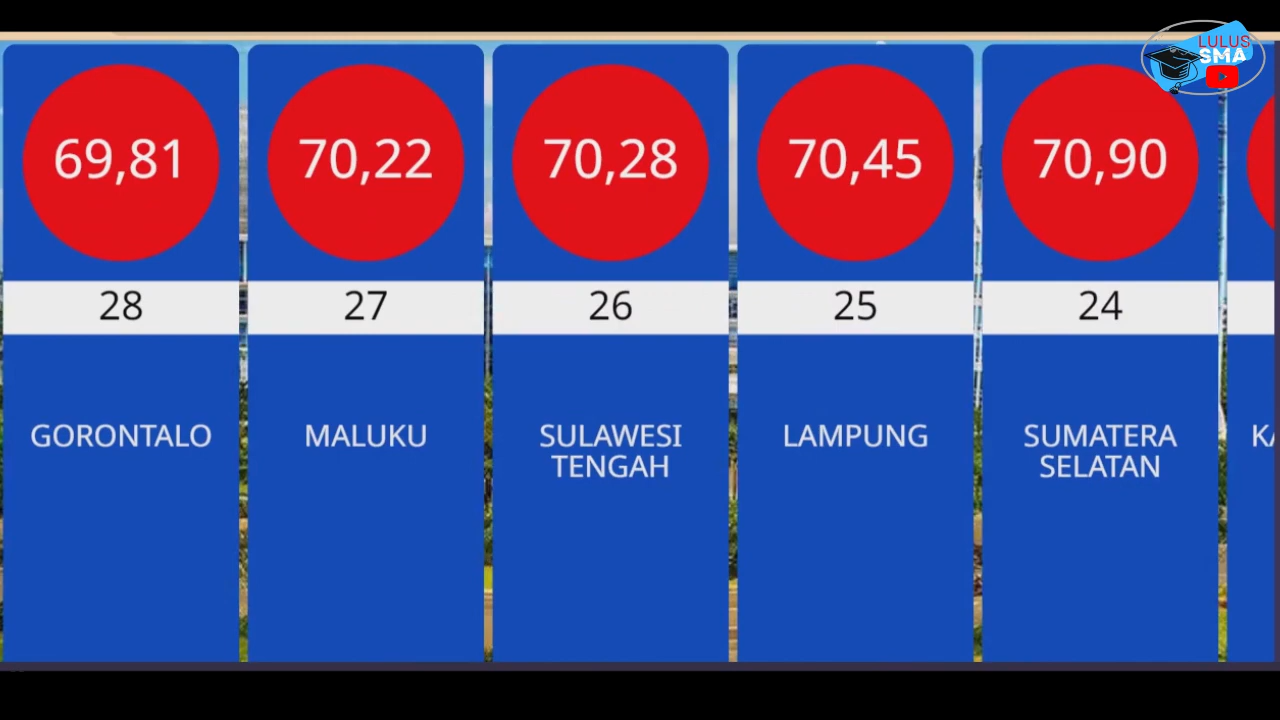 LULUS
SMA
69,81
28
GORONTALO
70,22
27
MALUKU
70,28
26
SULAWESI
TENGAH
70,45
25
LAMPUNG
70,90
24
SUMATERA
SELATAN